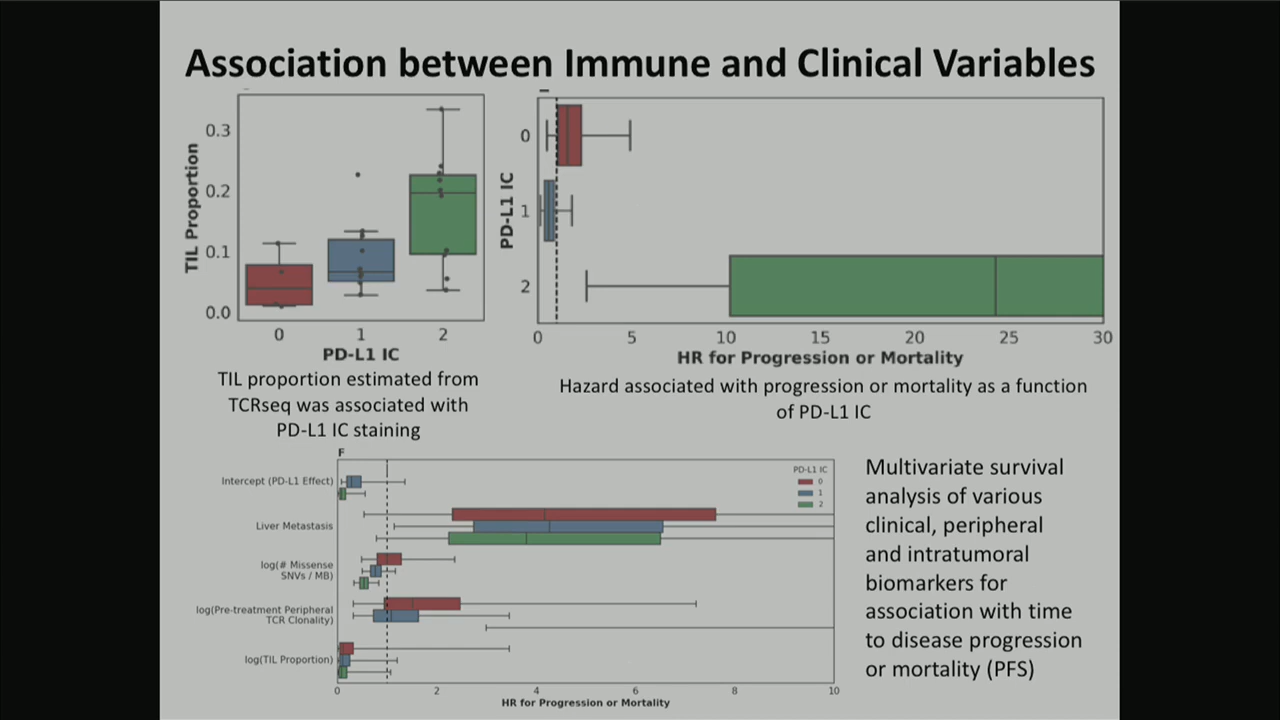 Association between Immune and Clinical Variables
TIL Proportion
0.3
0.2
0.1
0.0
0
1
2
PD-L1 IC
TIL proportion estimated from
TCRseq was associated with
PD-L1 IC staining
PD-L1 IC
0
1
2
0
5
10
15
20
25
30
HR for Progression or Mortality
Hazard associated with progression or mortality as a function
of PD-L1 IC
F
Intercept (PD-L1 Effect)
Liver Metastasis
log(# Missense
SNVs / MB)
log(Pre-treatment Peripheral
TCR Clonality)
log(TIL Proportion)
PD-L1 IC
0
1
2
0
2
4
6
8
10
HR for Progression or Mortality
Multivariate survival
analysis of various
clinical, peripheral
and intratumoral
biomarkers for
association with time
to disease progression
or mortality (PFS)